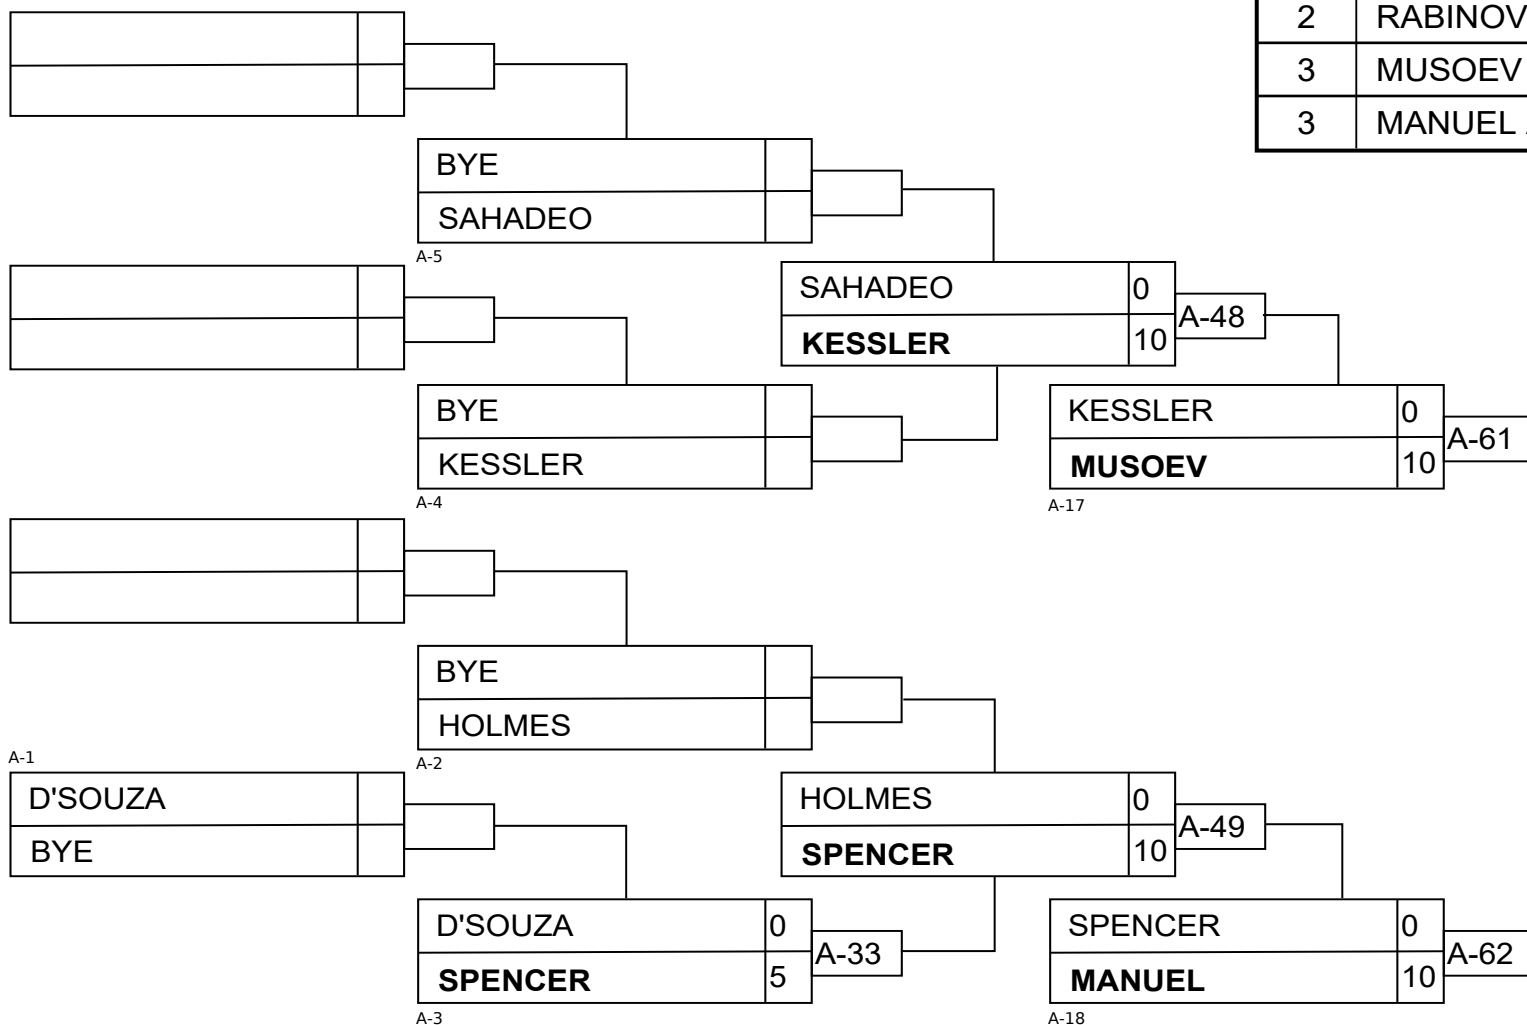 2 RABINOV
3 MUSOEV
3 MANUEL
BYE
SAHADEO
A-5
SAHADEO 0
A-48
KESSLER 10
BYE
KESSLER
A-4
KESSLER 0
A-61
MUSOEV 10
A-17
BYE
HOLMES
A-2
A-1
D'SOUZA
BYE
HOLMES 0
A-49
SPENCER 10
D'SOUZA 0
A-33
SPENCER 5
A-3
SPENCER 0
A-62
MANUEL 10
A-18